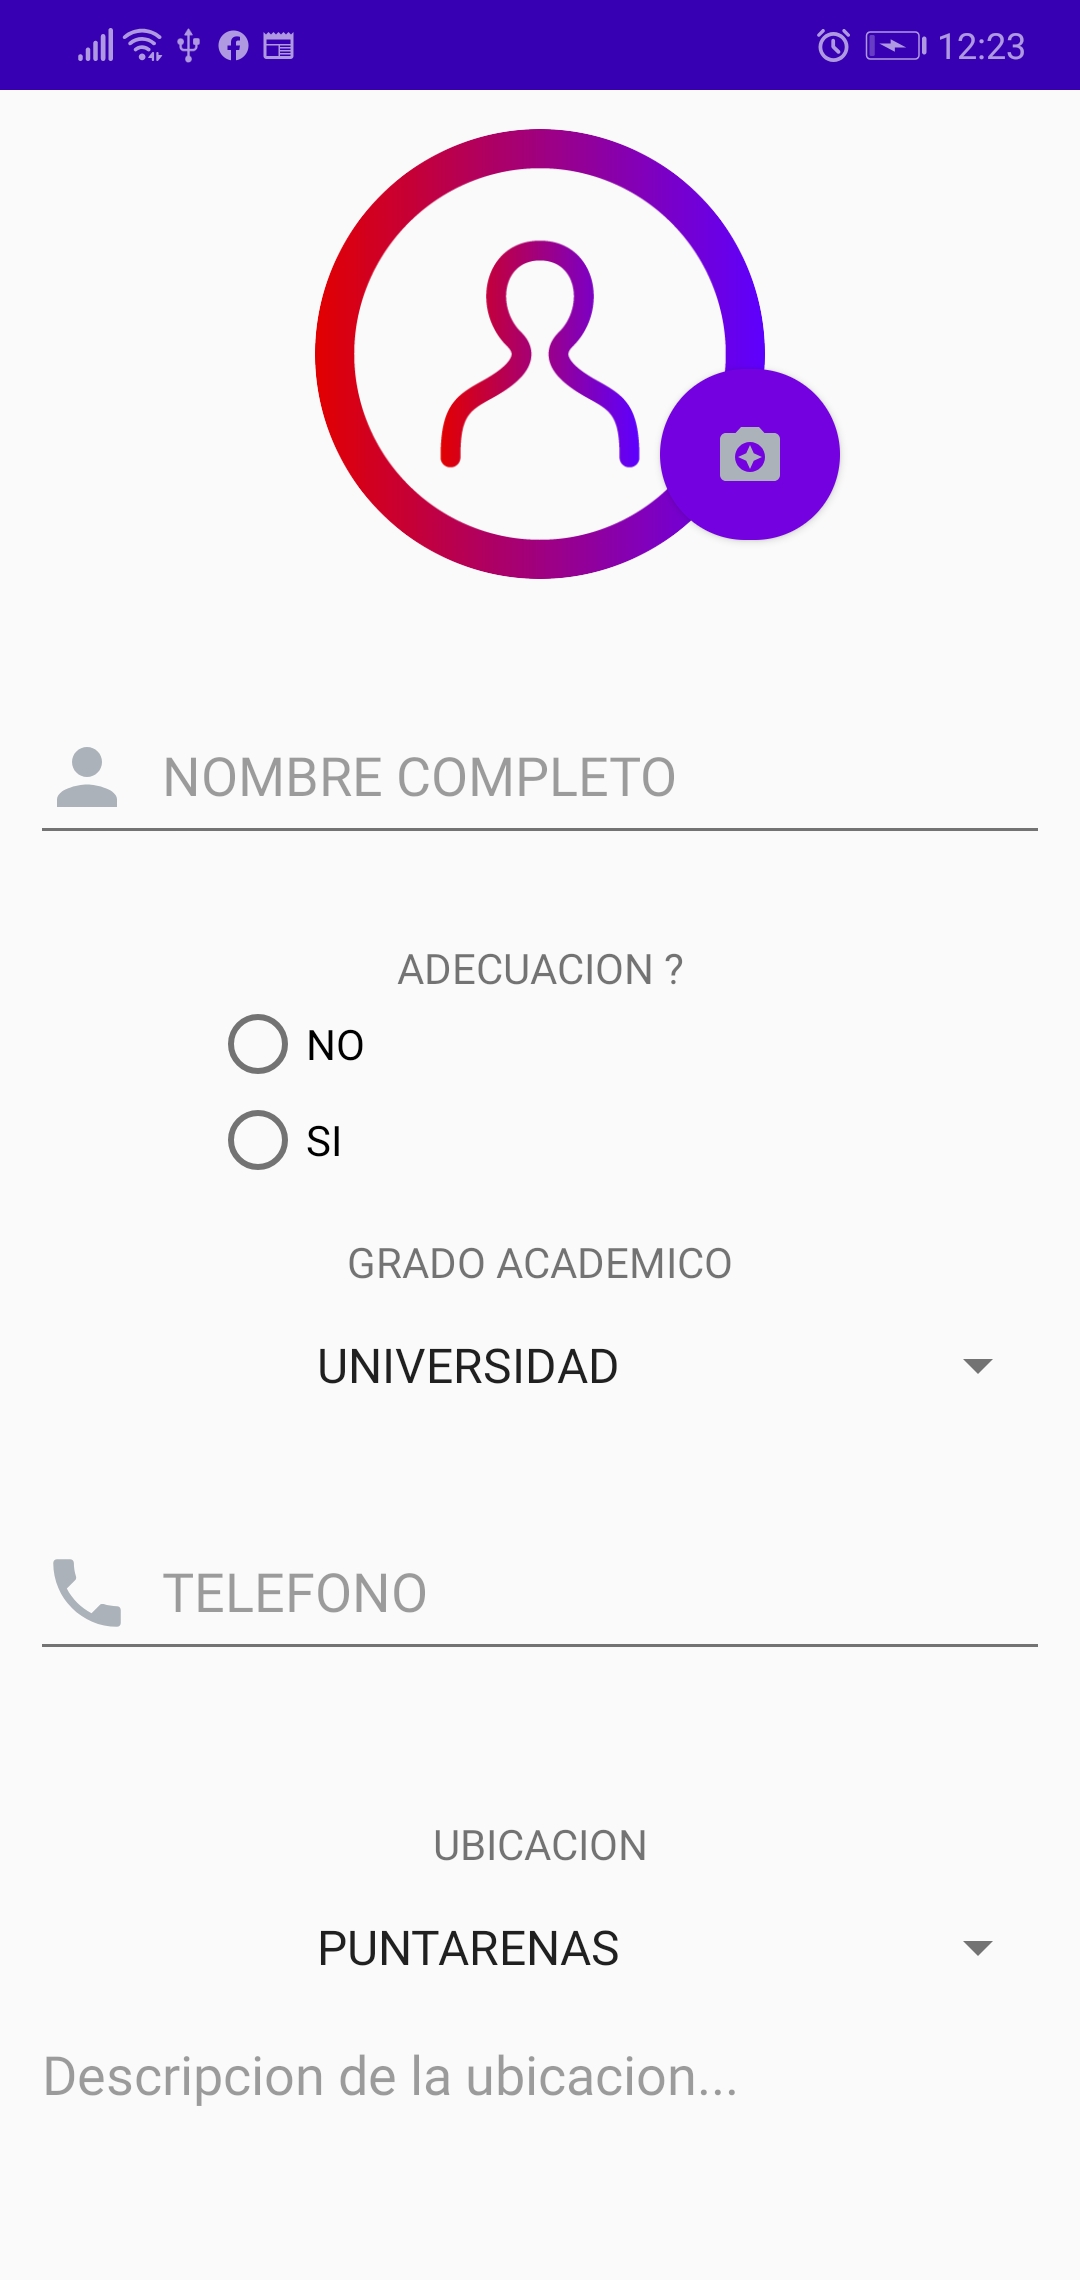 12:23
NOMBRE COMPLETO
ADECUACION ?
NO
SI
GRADO ACADEMICO
UNIVERSIDAD
TELEFONO
UBICACION
PUNTARENAS
Descripcion de la ubicacion...